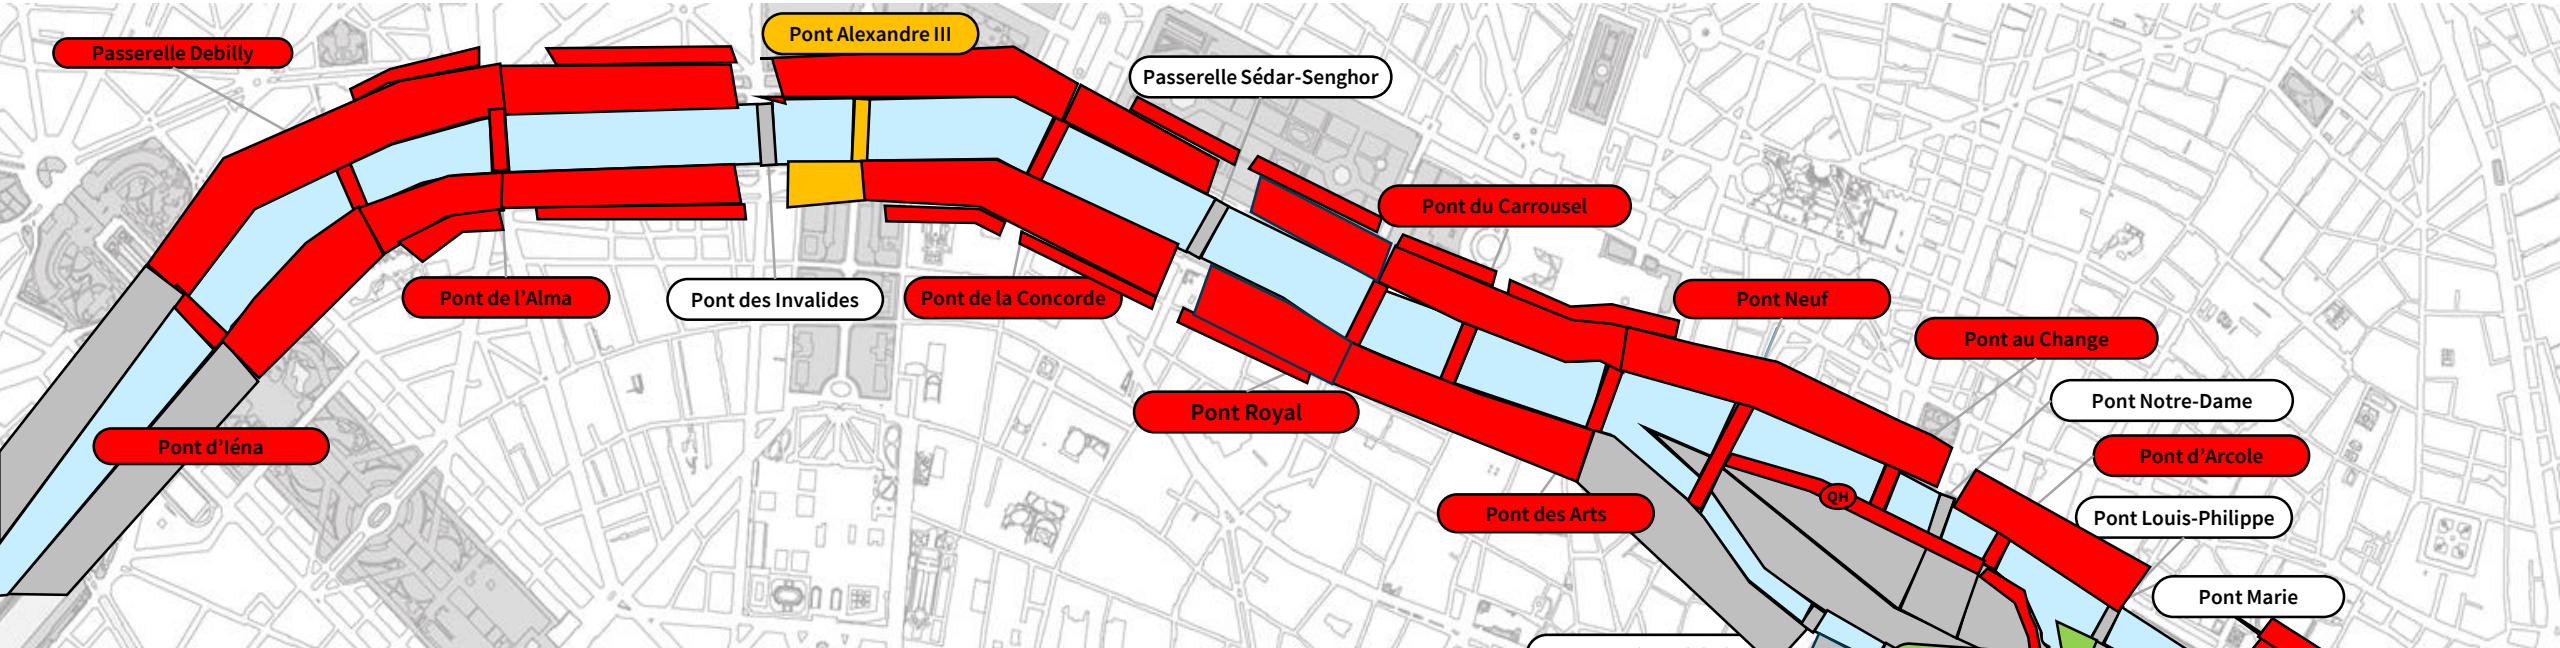 Pont Alexandre III
Passerelle Debilly
Passerelle Sédar-Senghor
Pont du Carrousel
Pont de l'Alma
Pont des Invalides
Pont de la Concorde
Pont Neuf
Pont au Change
Pont Notre-Dame
Pont Royal
Pont d'Iéna
Pont d'Arcole
QH
Pont des Arts
Pont Louis-Philippe
Pont Marie